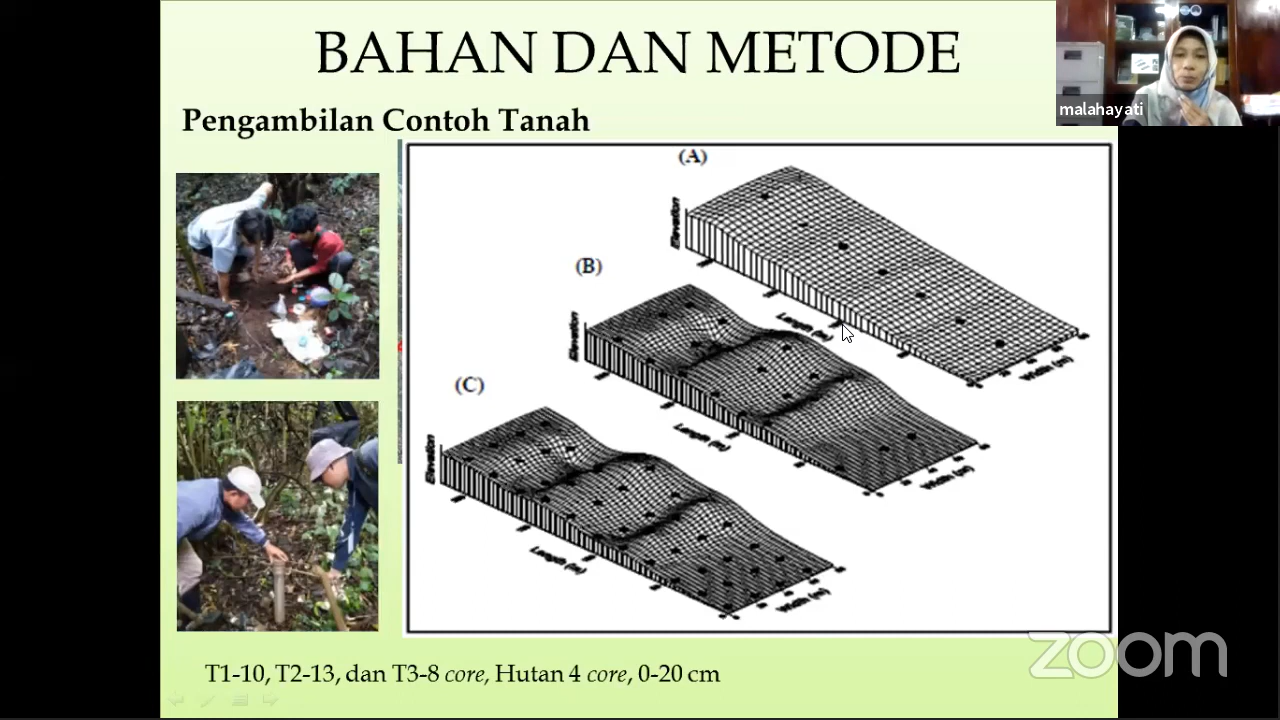 BAHAN DAN METODE
malahayati
Pengambilan Contoh Tanah
(A)
Elevation
(B)
Length (m)
Elevation
Width (m)
(C)
Length (m)
Elevation
Width (m)
Length (m)
Width (m)
zoom
T1-10, T2-13, dan T3-8 core, Hutan 4 core, 0-20 cm